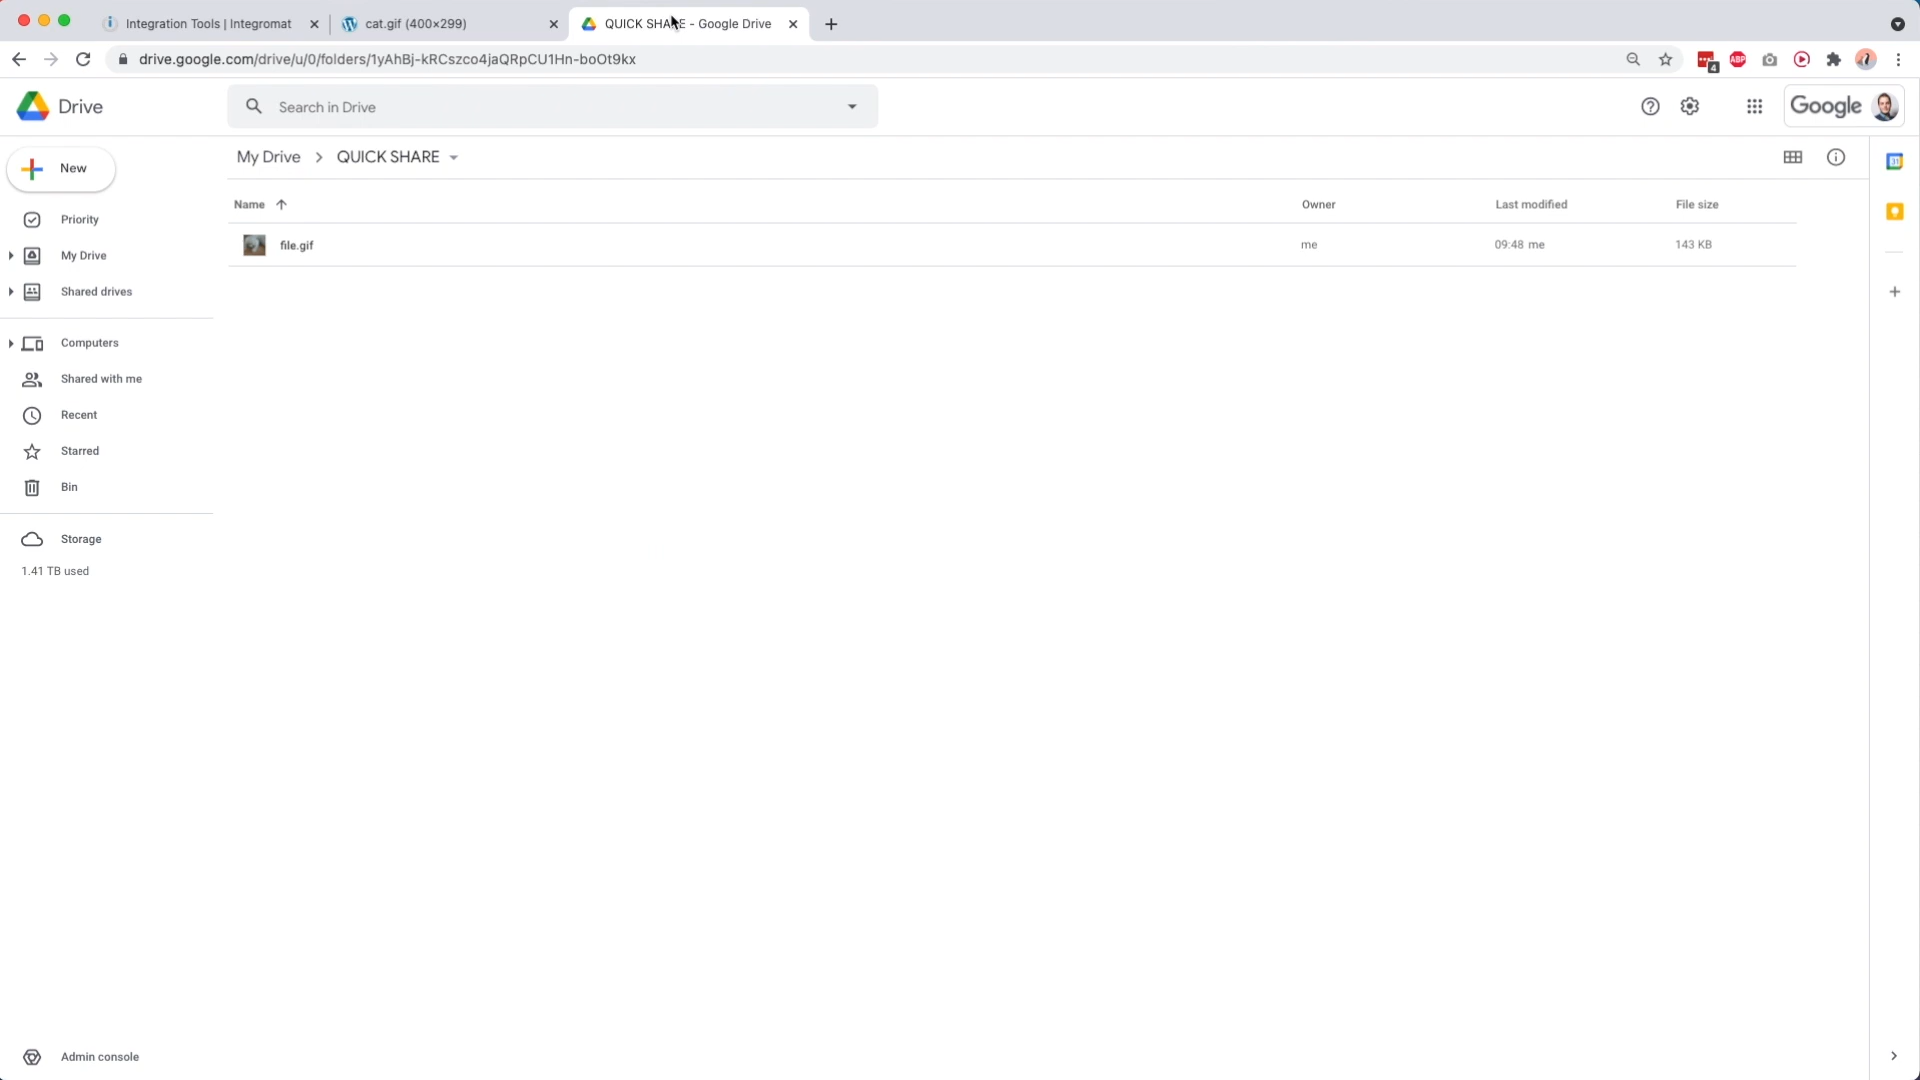 Integration Tools | Integromat
cat.gif (400×299)
QUICK SHARE - Google Drive
drive.google.com/drive/u/0/folders/1yAhBj-kRCszco4jaQRpCU1Hn-boOt9kx
4
ABP
Drive
Search in Drive
Google
New
My Drive
QUICK SHARE
31
Name
Owner
Last modified
File size
Priority
file.gif
me
09:48 me
143 KB
My Drive
Shared drives
Computers
Shared with me
Recent
Starred
Bin
Storage
1.41 TB used
Admin console